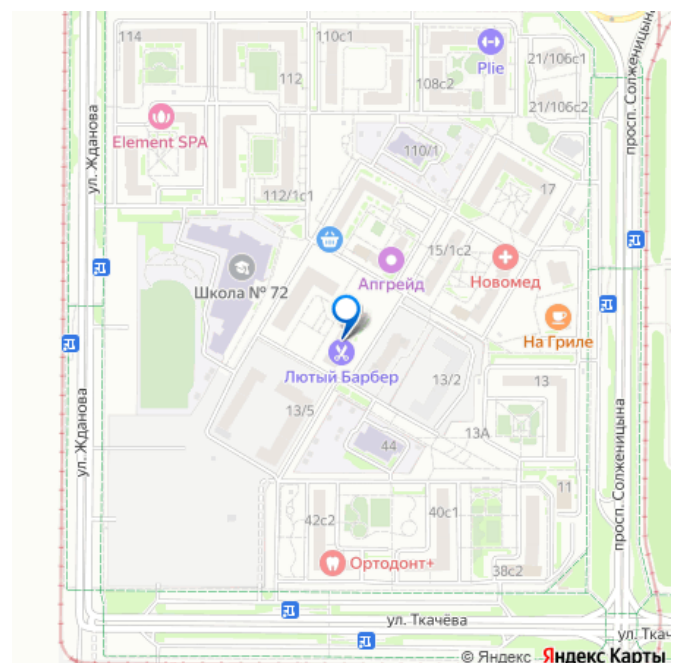 114
110с1
Plie
21/106с1
112
108с2
21/106с2
просп. Солженицына
Element SPA
ул. Жданова
110/1
112/1с1
17
15/1с2
Школа № 72
Апгрейд
Новомед
На Гриле
Лютый Барбер
13/2
13
13/5
13А
ул. Жданова
44
просп. Солженицына
11
42с2
40с1
Ортодонт+
38с2
ул. Ткачёва
ул. Ткач
© Яндекс Яндекс Карты